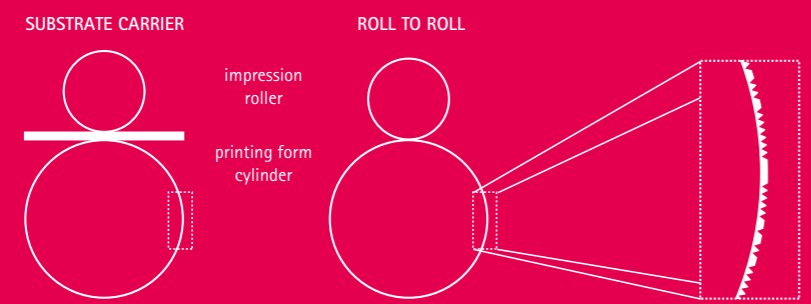 SUBSTRATE CARRIER
ROLL TO ROLL
impression
roller
printing form
cylinder